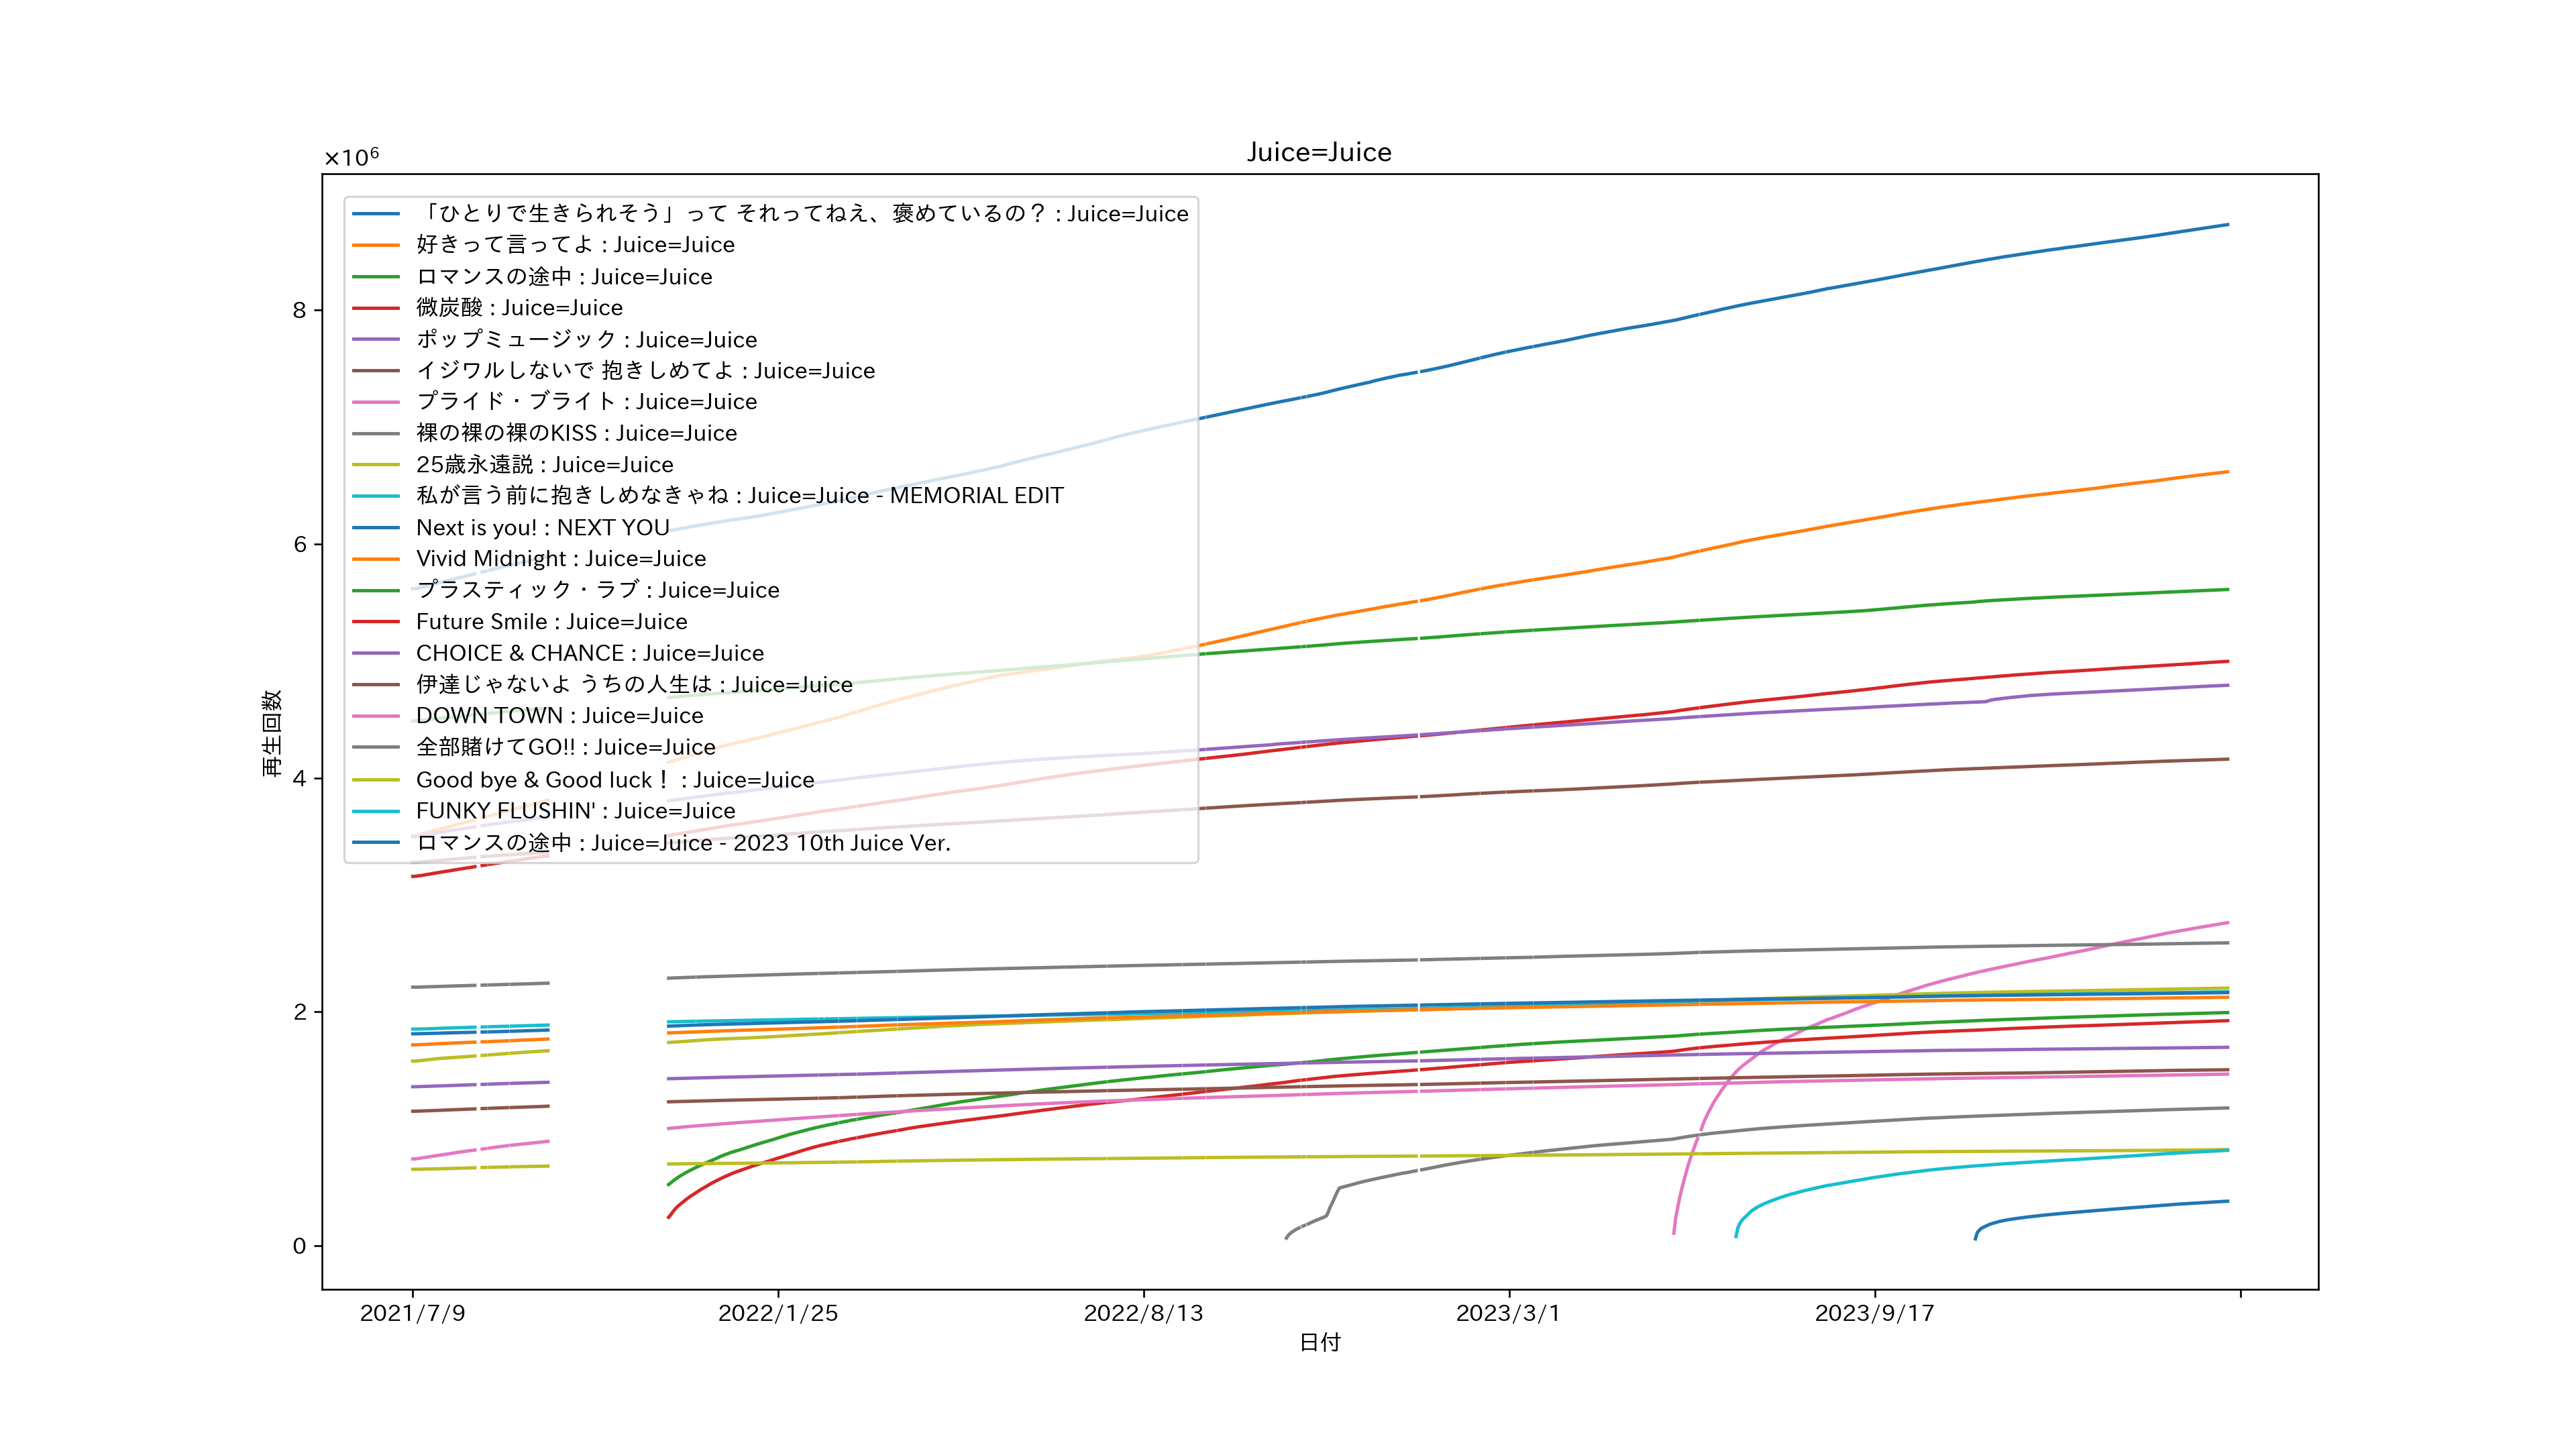 Juice=Juice
×10⁶
「ひとりで生きられそう」って それってねえ、褒めているの? : Juice=Juice
好きって言ってよ : Juice=Juice
ロマンスの途中 : Juice=Juice
微炭酸 : Juice=Juice
ポップミュージック : Juice=Juice
イジワルしないで 抱きしめてよ : Juice=Juice
プライド・ブライト : Juice=Juice
裸の裸の裸のKISS : Juice=Juice
25歳永遠説 : Juice=Juice
私が言う前に抱きしめなきゃね : Juice=Juice - MEMORIAL EDIT
Next is you! : NEXT YOU
Vivid Midnight : Juice=Juice
プラスティック・ラブ : Juice=Juice
Future Smile : Juice=Juice
CHOICE & CHANCE : Juice=Juice
伊達じゃないよ うちの人生は : Juice=Juice
DOWN TOWN : Juice=Juice
全部賭けてGO!! : Juice=Juice
Good bye & Good luck！ : Juice=Juice
FUNKY FLUSHIN' : Juice=Juice
ロマンスの途中 : Juice=Juice - 2023 10th Juice Ver.
8
6
4
2
0
再生回数
2021/7/9
2022/1/25
2022/8/13
2023/3/1
2023/9/17
日付